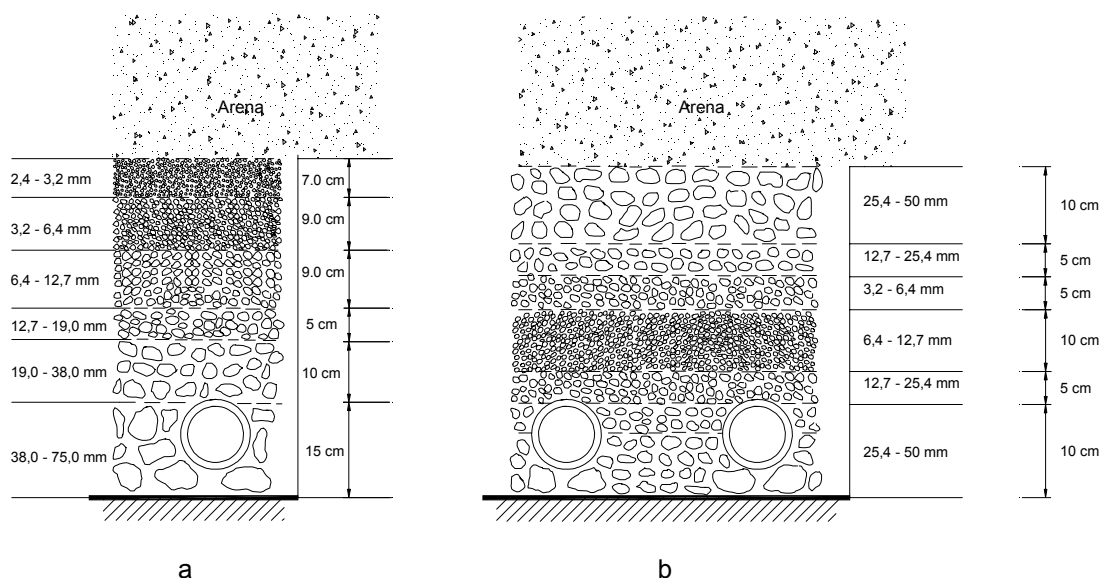 Arena
2,4 - 3,2 mm
7.0 cm
3,2 - 6,4 mm
9.0 cm
6,4 - 12,7 mm
9.0 cm
12,7 - 19,0 mm
5 cm
19,0 - 38,0 mm
10 cm
38,0 - 75,0 mm
15 cm
a
Arena
25,4 - 50 mm
10 cm
12,7 - 25,4 mm
5 cm
3,2 - 6,4 mm
5 cm
6,4 - 12,7 mm
10 cm
12,7 - 25,4 mm
5 cm
25,4 - 50 mm
10 cm
b